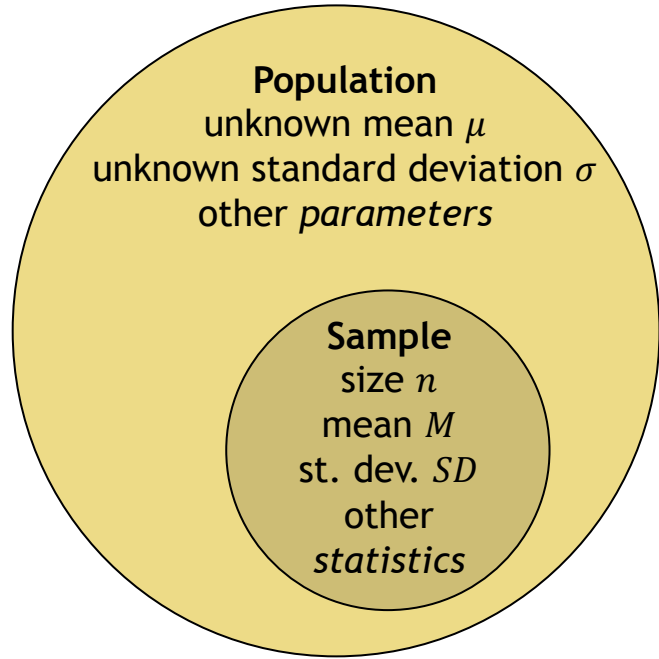 Population
unknown mean μ
unknown standard deviation σ
other parameters
Sample
size n
mean M
st. dev. SD
other
statistics